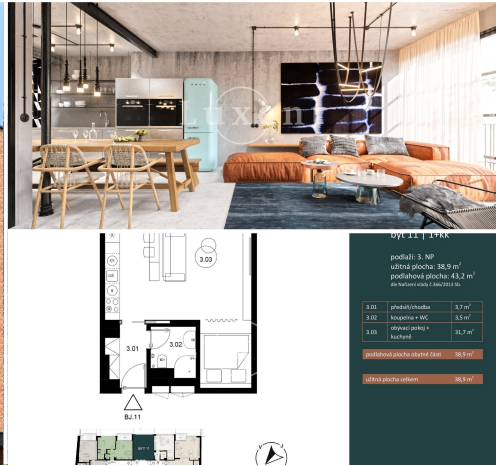 Luxen
byt 11 | 1+kk
podlaží: 3. NP
užitná plocha: 38,9 m²
podlahová plocha: 43,2 m²
dle Nařízení vlády č.366/2013 Sb.
3.01 předsíň/chodba 3,7 m²
3.02 koupelna + WC 3,5 m²
3.03 obývací pokoj + kuchyně 31,7 m²
podlahová plocha obytné části 38,9 m²
užitná plocha celkem 38,9 m²
3.03
3.01
3.02
BJ.11